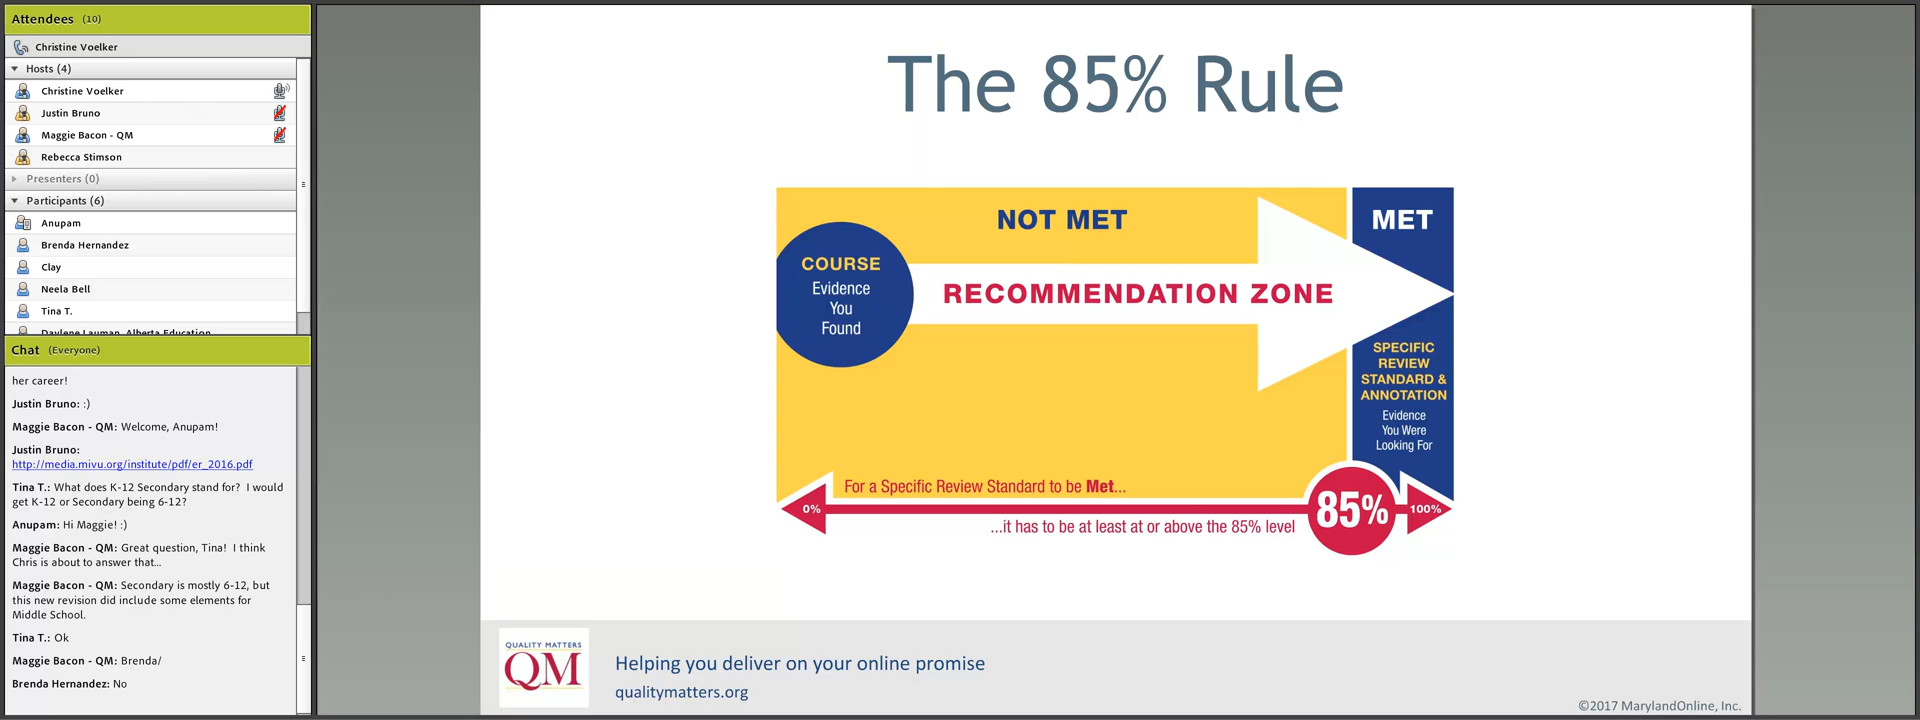 Attendees (10)
Christine Voelker
Hosts (4)
Christine Voelker
Justin Bruno
Maggie Bacon - QM
Rebecca Stimson
Presenters (0)
Participants (6)
Anupam
Brenda Hernandez
Clay
Neela Bell
Tina T.
Daylene Lauman, Alberta Education
Chat (Everyone)
her career!
Justin Bruno: :)
Maggie Bacon - QM: Welcome, Anupam!
Justin Bruno:
http://media.mivu.org/institute/pdf/er_2016.pdf
Tina T.: What does K-12 Secondary stand for? I would
get K-12 or Secondary being 6-12?
Anupam: Hi Maggie! :)
Maggie Bacon - QM: Great question, Tina! I think
Chris is about to answer that...
Maggie Bacon - QM: Secondary is mostly 6-12, but
this new revision did include some elements for
Middle School.
Tina T.: Ok
Maggie Bacon - QM: Brenda/
Brenda Hernandez: No
The 85% Rule
NOT MET
MET
COURSE
Evidence
You
Found
RECOMMENDATION ZONE
SPECIFIC
REVIEW
STANDARD &
ANNOTATION
Evidence
You Were
Looking For
For a Specific Review Standard to be Met...
0%
85%
100%
...it has to be at least at or above the 85% level
QUALITY MATTERS
QM
Helping you deliver on your online promise
qualitymatters.org
©2017 MarylandOnline, Inc.